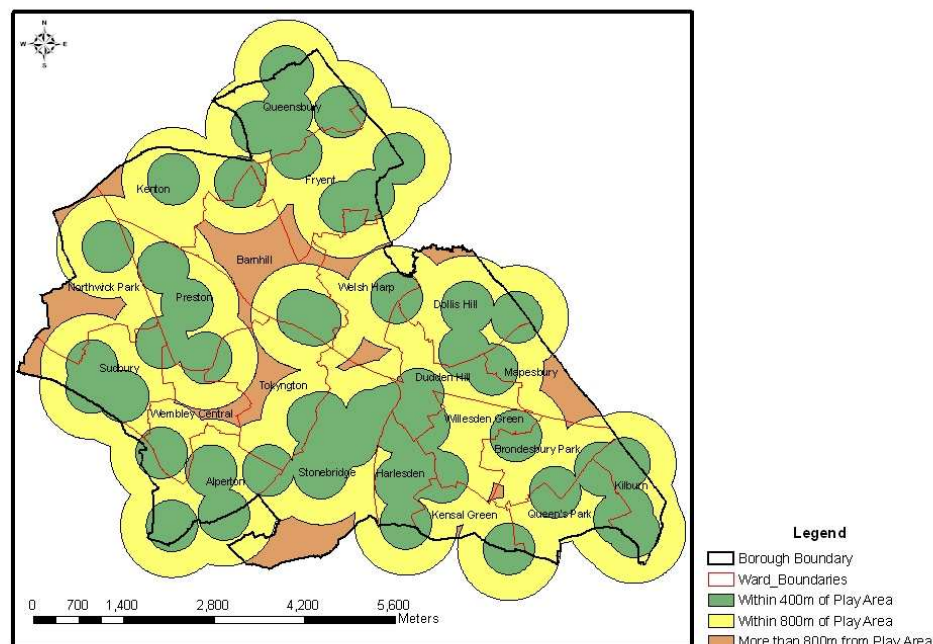 N
W E
S
Queensbury
Kenton
Fryent
Barnhill
Northwick Park
Preston
Welsh Harp
Dollis Hill
Sudbury
Tokyngton
Dudden Hill
Mapesbury
Wembley Central
Willesden Green
Brondesbury Park
Alperton
Stonebridge
Harlesden
Kilburn
Kensal Green
Queen's Park
0 700 1,400 2,800 4,200 5,600
Meters
Legend
Borough Boundary
Ward_Boundaries
Within 400m of Play Area
Within 800m of Play Area
More than 800m from Play Area